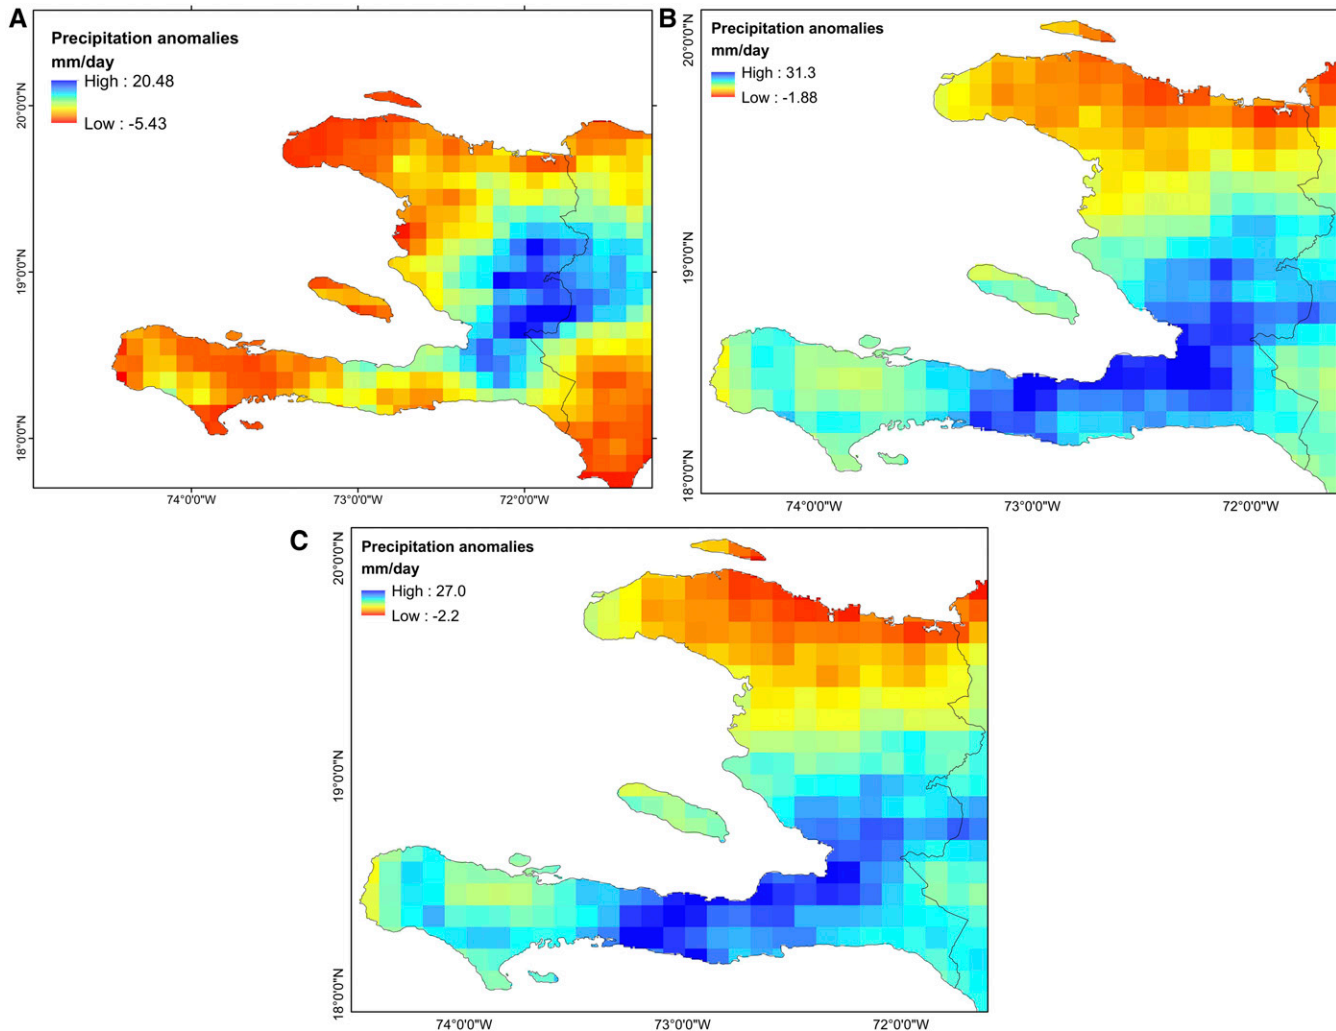 A
Precipitation anomalies
mm/day
High : 20.48
Low : -5.43
20°0'0"N
19°0'0"N
18°0'0"N
74°0'0"W
73°0'0"W
72°0'0"W
B
Precipitation anomalies
mm/day
High : 31.3
Low : -1.88
20°0'0"N
19°0'0"N
18°0'0"N
74°0'0"W
73°0'0"W
72°0'0"W
C
Precipitation anomalies
mm/day
High : 27.0
Low : -2.2
20°0'0"N
19°0'0"N
18°0'0"N
74°0'0"W
73°0'0"W
72°0'0"W